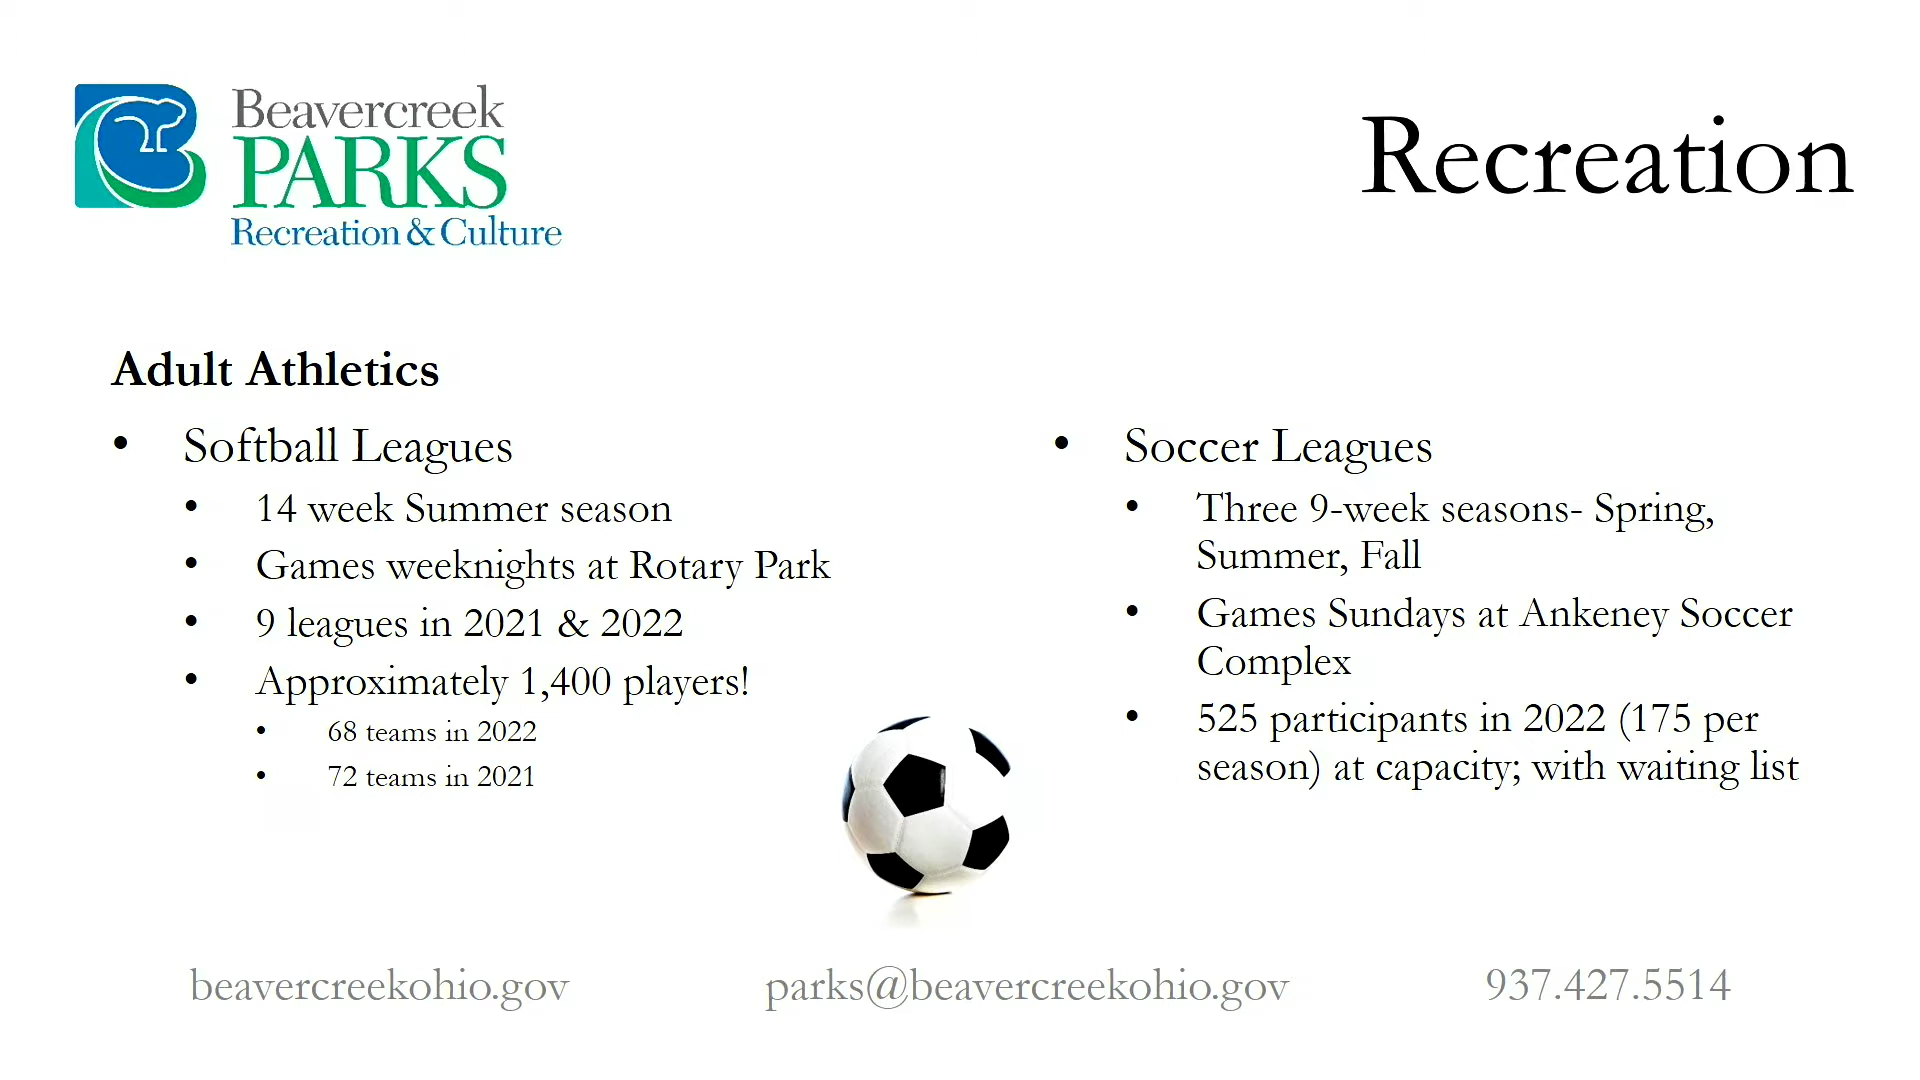 Beavercreek
PARKS
Recreation & Culture
Recreation
Adult Athletics
• Softball Leagues
• 14 week Summer season
• Games weeknights at Rotary Park
• 9 leagues in 2021 & 2022
• Approximately 1,400 players!
• 68 teams in 2022
• 72 teams in 2021
• Soccer Leagues
• Three 9-week seasons- Spring,
Summer, Fall
• Games Sundays at Ankeney Soccer
Complex
• 525 participants in 2022 (175 per
season) at capacity; with waiting list
beavercreekohio.gov
parks@beavercreekohio.gov
937.427.5514